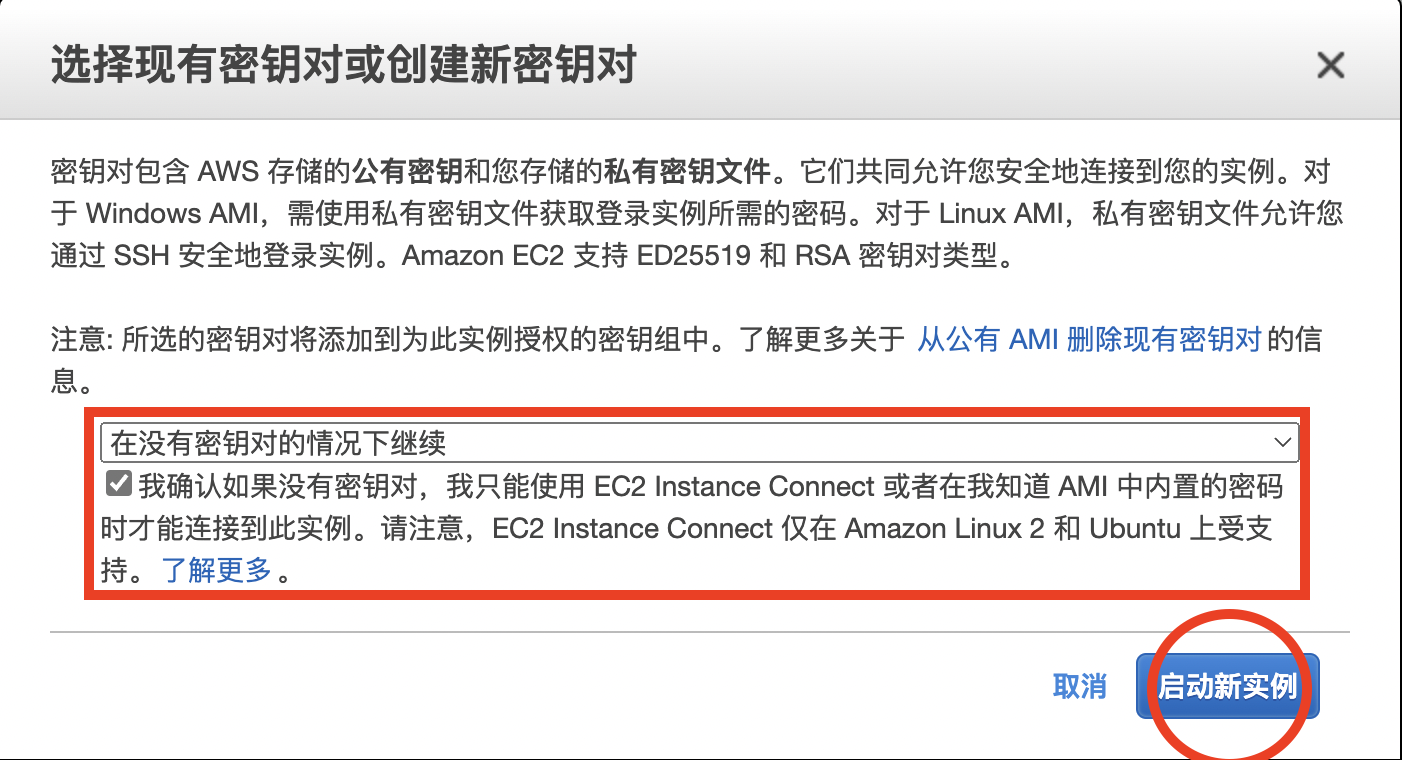 选择现有密钥对或创建新密钥对
密钥对包含 AWS 存储的公有密钥和您存储的私有密钥文件。它们共同允许您安全地连接到您的实例。对
于 Windows AMI，需使用私有密钥文件获取登录实例所需的密码。对于 Linux AMI，私有密钥文件允许您
通过 SSH 安全地登录实例。Amazon EC2 支持 ED25519 和 RSA 密钥对类型。
注意: 所选的密钥对将添加到为此实例授权的密钥组中。了解更多关于 从公有 AMI 删除现有密钥对 的信
息。
在没有密钥对的情况下继续
我确认如果没有密钥对，我只能使用 EC2 Instance Connect 或者在我知道 AMI 中内置的密码
时才能连接到此实例。请注意，EC2 Instance Connect 仅在 Amazon Linux 2 和 Ubuntu 上受支
持。 了解更多 。
取消
启动新实例